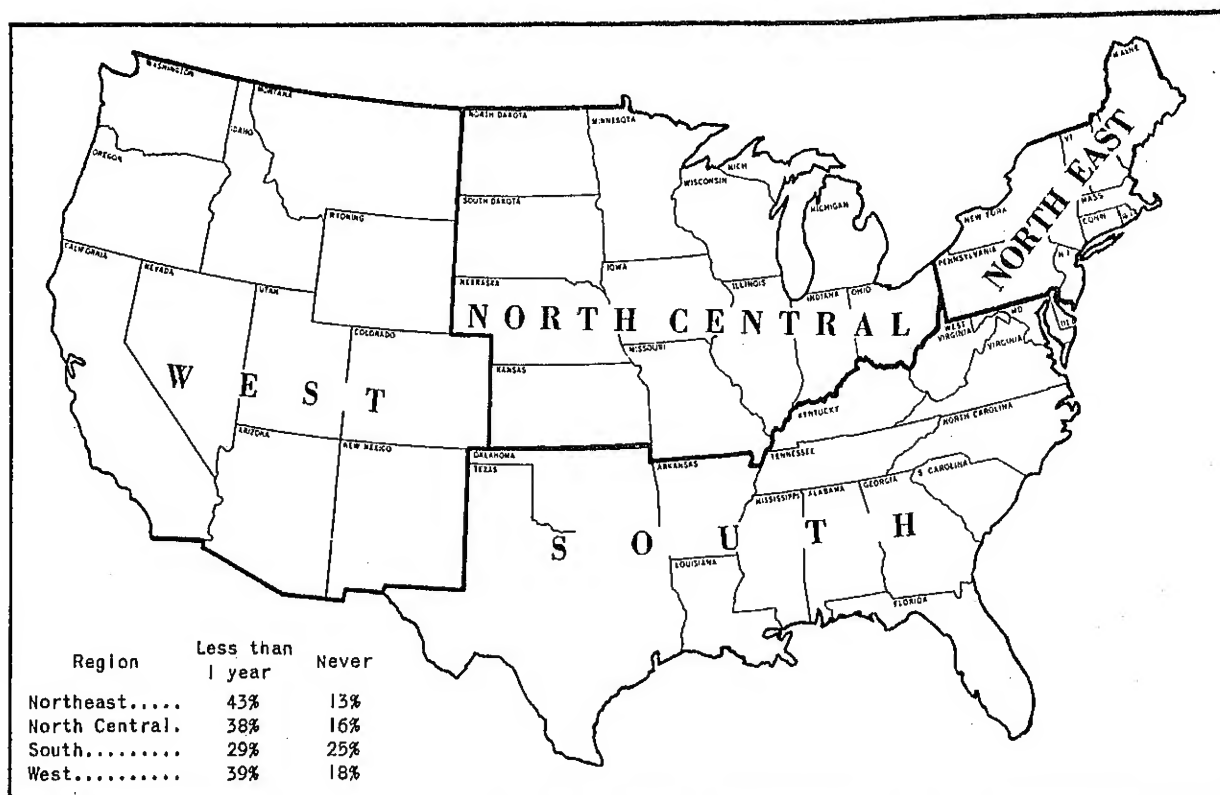 MAINE
WASHINGTON
MONTANA
NORTH DAKOTA
MINNESOTA
IDAHO
VT
OREGON
MICH
WISCONSIN
SOUTH DAKOTA
MICHIGAN
MASS
WYOMING
NEW YORK
CONN
R.I.
NORTH EAST
CALIFORNIA
NEVADA
PENNSYLVANIA
N J
IOWA
UTAH
NEBRASKA
ILLINOIS
INDIANA
OHIO
NORTH CENTRAL
MD
DEL
WEST
VIRGINIA
VIRGINIA
COLORADO
MISSOURI
KANSAS
WEST
KENTUCKY
NORTH CAROLINA
ARIZONA
NEW MEXICO
OKLAHOMA
TEXAS
ARKANSAS
TENNESSEE
S CAROLINA
MISSISSIPPI
ALABAMA
GEORGIA
SOUTH
LOUISIANA
FLORIDA
Region Less than 1 year Never
Northeast..... 43% 13%
North Central. 38% 16%
South......... 29% 25%
West.......... 39% 18%